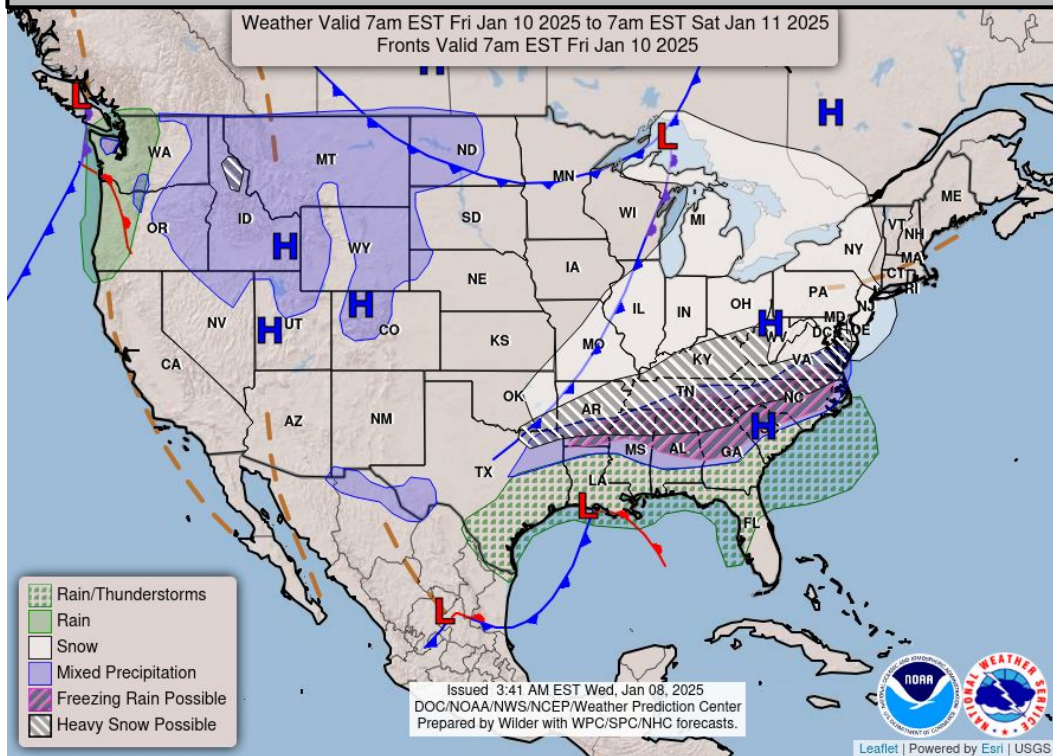 Weather Valid 7am EST Fri Jan 10 2025 to 7am EST Sat Jan 11 2025
Fronts Valid 7am EST Fri Jan 10 2025
H
L
H
L
WA
MT
ND
MN
ME
VT
NH
OR
ID
H
WY
SD
WI
MI
NY
MA
CT
RI
H
H
NV
UT
CO
NE
IA
IL
IN
OH
PA
NJ
H
WV
MD
DC
DE
CA
KS
MO
KY
VA
AZ
NM
OK
AR
TN
NC
H
TX
MS
AL
GA
LA
L
FL
L
Rain/Thunderstorms
Rain
Snow
Mixed Precipitation
Freezing Rain Possible
Heavy Snow Possible
Issued 3:41 AM EST Wed, Jan 08, 2025
DOC/NOAA/NWS/NCEP/Weather Prediction Center
Prepared by Wilder with WPC/SPC/NHC forecasts.
NOAA
NATIONAL WEATHER SERVICE
Leaflet | Powered by Esri | USGS